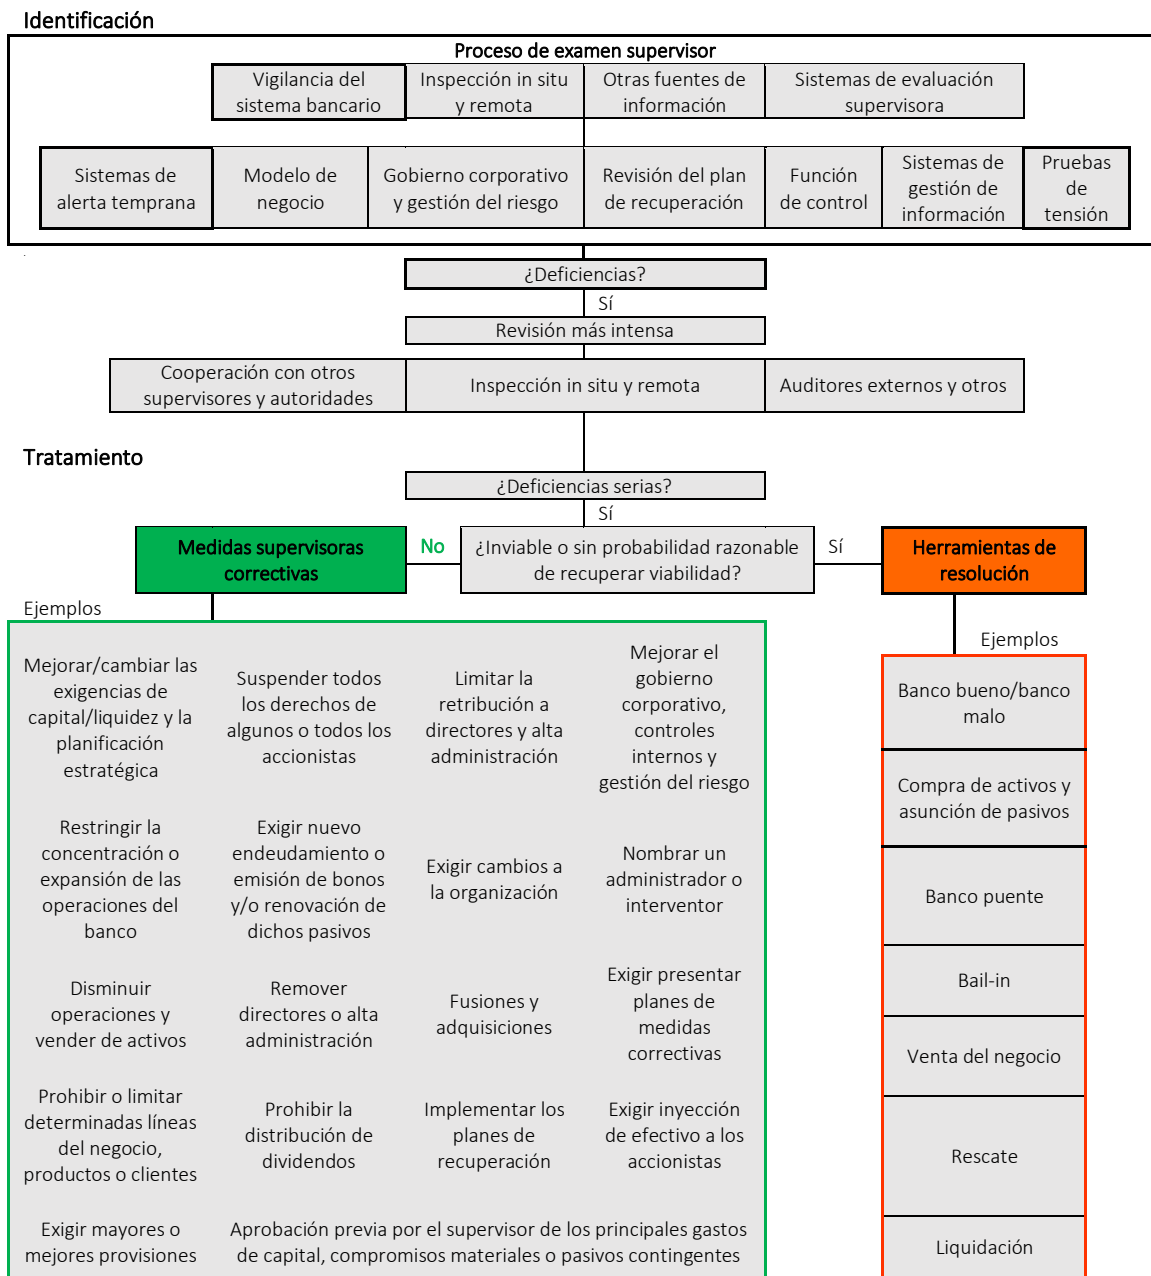 Identificación
Proceso de examen supervisor
Vigilancia del
sistema bancario
Inspección in situ
y remota
Otras fuentes de
información
Sistemas de evaluación
supervisora
Sistemas de
alerta temprana
Modelo de
negocio
Gobierno corporativo
y gestión del riesgo
Revisión del plan
de recuperación
Función
de control
Sistemas de
gestión de
información
Pruebas
de
tensión
¿Deficiencias?
Sí
Revisión más intensa
Cooperación con otros
supervisores y autoridades
Inspección in situ y remota
Auditores externos y otros
Tratamiento
¿Deficiencias serias?
Sí
Medidas supervisoras
correctivas
No
¿Inviable o sin probabilidad razonable
de recuperar viabilidad?
Sí
Herramientas de
resolución
Ejemplos
Mejorar/cambiar las
exigencias de
capital/liquidez y la
planificación
estratégica
Suspender todos
los derechos de
algunos o todos los
accionistas
Limitar la
retribución a
directores y alta
administración
Mejorar el
gobierno
corporativo,
controles
internos y
gestión del riesgo
Restringir la
concentración o
expansión de las
operaciones del
banco
Exigir nuevo
endeudamiento o
emisión de bonos
y/o renovación de
dichos pasivos
Exigir cambios a
la organización
Nombrar un
administrador o
interventor
Disminuir
operaciones y
vender de activos
Remover
directores o alta
administración
Fusiones y
adquisiciones
Exigir presentar
planes de
medidas
correctivas
Prohibir o limitar
determinadas líneas
del negocio,
productos o clientes
Prohibir la
distribución de
dividendos
Implementar los
planes de
recuperación
Exigir inyección
de efectivo a los
accionistas
Exigir mayores o
mejores provisiones
Aprobación previa por el supervisor de los principales gastos
de capital, compromisos materiales o pasivos contingentes
Ejemplos
Banco bueno/banco
malo
Compra de activos y
asunción de pasivos
Banco puente
Bail-in
Venta del negocio
Rescate
Liquidación